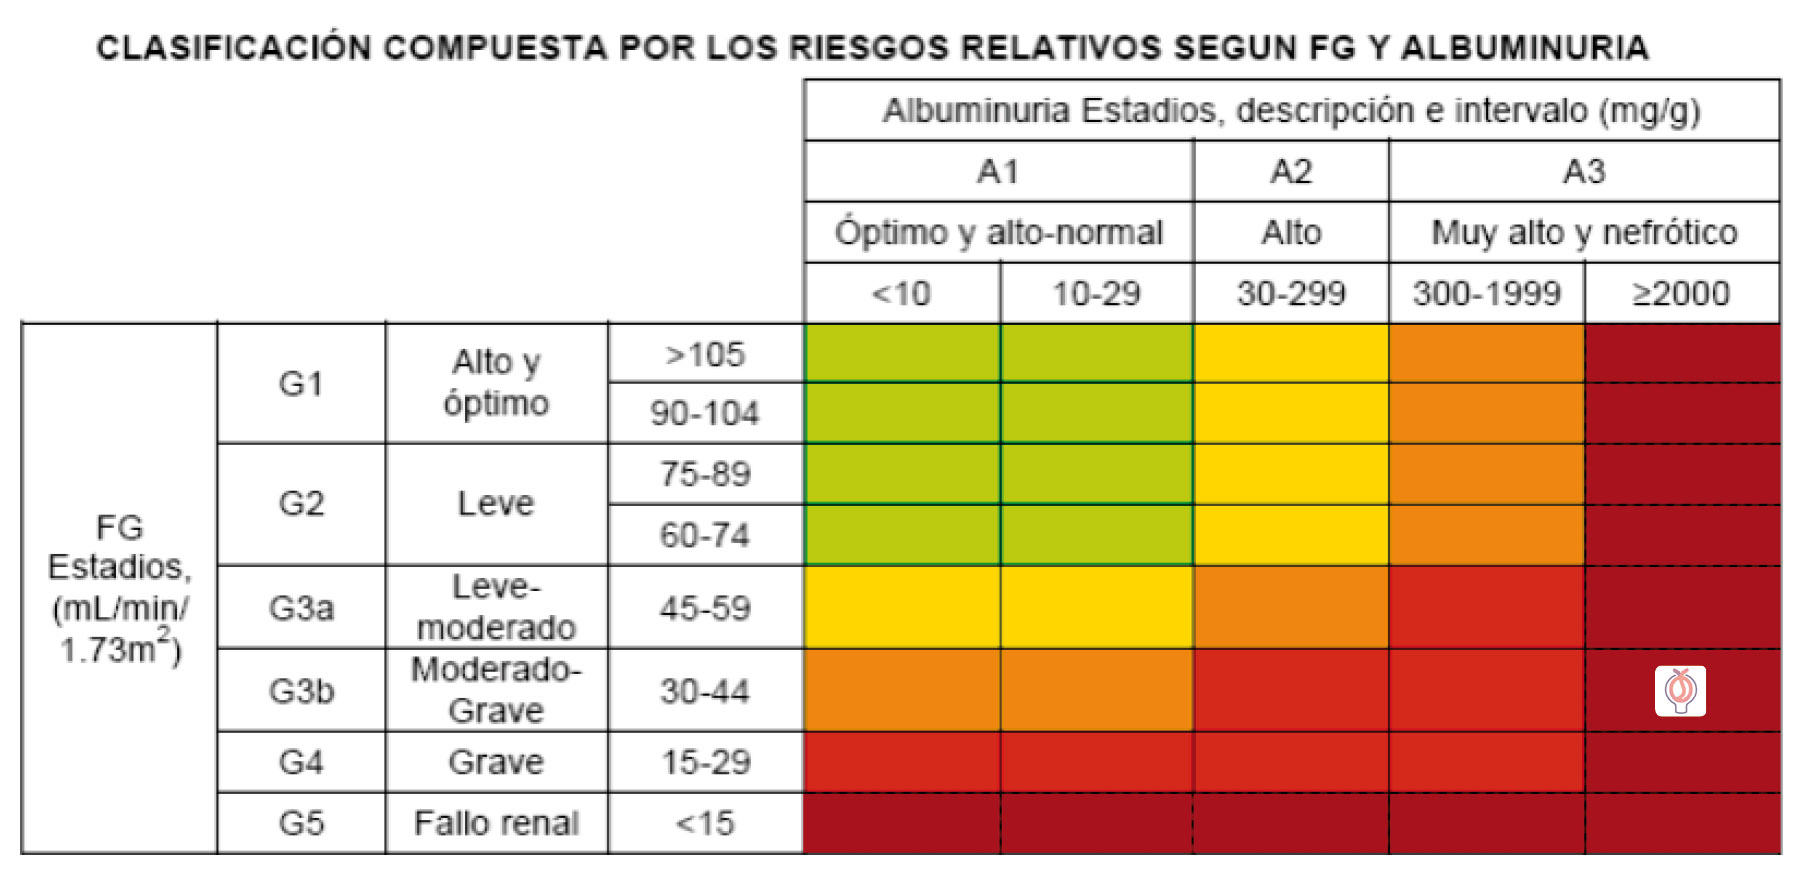 CLASIFICACIÓN COMPUESTA POR LOS RIESGOS RELATIVOS SEGUN FG Y ALBUMINURIA
Albuminuria Estadios, descripción e intervalo (mg/g)
A1 A2 A3
Óptimo y alto-normal Alto Muy alto y nefrótico
<10 10-29 30-299 300-1999 ≥2000
FG
Estadios,
(mL/min/
1.73m²)
G1
Alto y
óptimo
>105
90-104
G2
Leve
75-89
60-74
G3a
Leve-
moderado
45-59
G3b
Moderado-
Grave
30-44
G4
Grave
15-29
G5
Fallo renal
<15